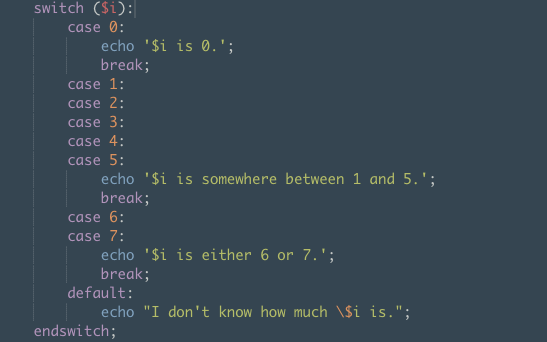 switch ($i):
    case 0:
        echo '$i is 0.';
        break;
    case 1:
    case 2:
    case 3:
    case 4:
    case 5:
        echo '$i is somewhere between 1 and 5.';
        break;
    case 6:
    case 7:
        echo '$i is either 6 or 7.';
        break;
    default:
        echo "I don't know how much \$i is.";
endswitch;